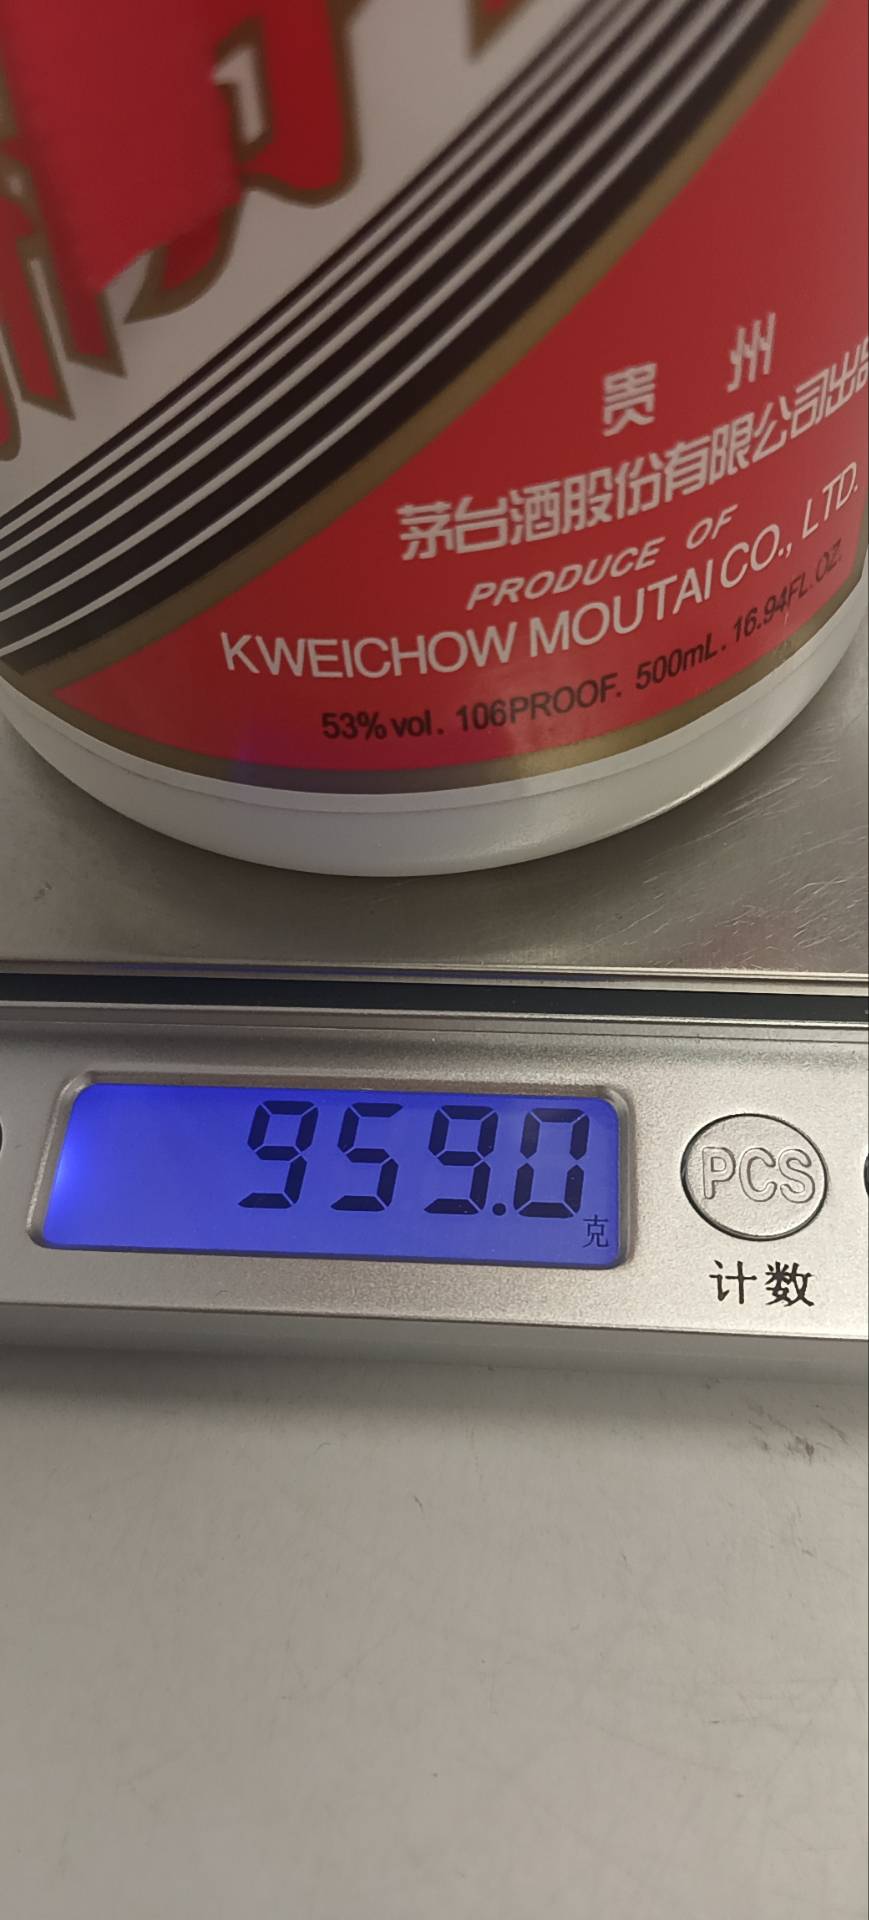 贵 州
茅台酒股份有限公司出品
PRODUCE OF
KWEICHOW MOUTAI CO., LTD.
53% vol. 106PROOF. 500mL. 16.94FL.OZ.
959.0
克
PCS
计数